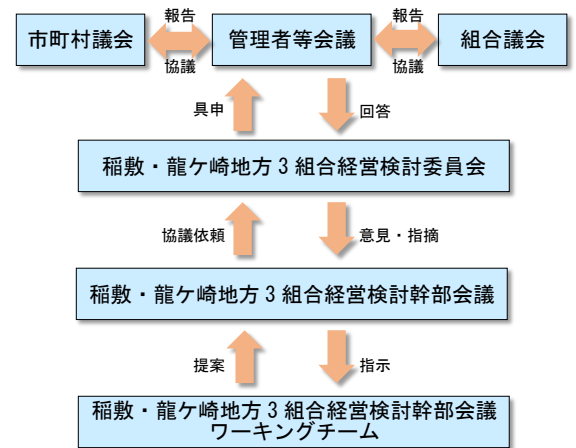 報告
報告
市町村議会
管理者等会議
組合議会
協議
協議
具申
回答
稲敷・龍ケ崎地方３組合経営検討委員会
協議依頼
意見・指摘
稲敷・龍ケ崎地方３組合経営検討幹部会議
提案
指示
稲敷・龍ケ崎地方３組合経営検討幹部会議
ワーキングチーム